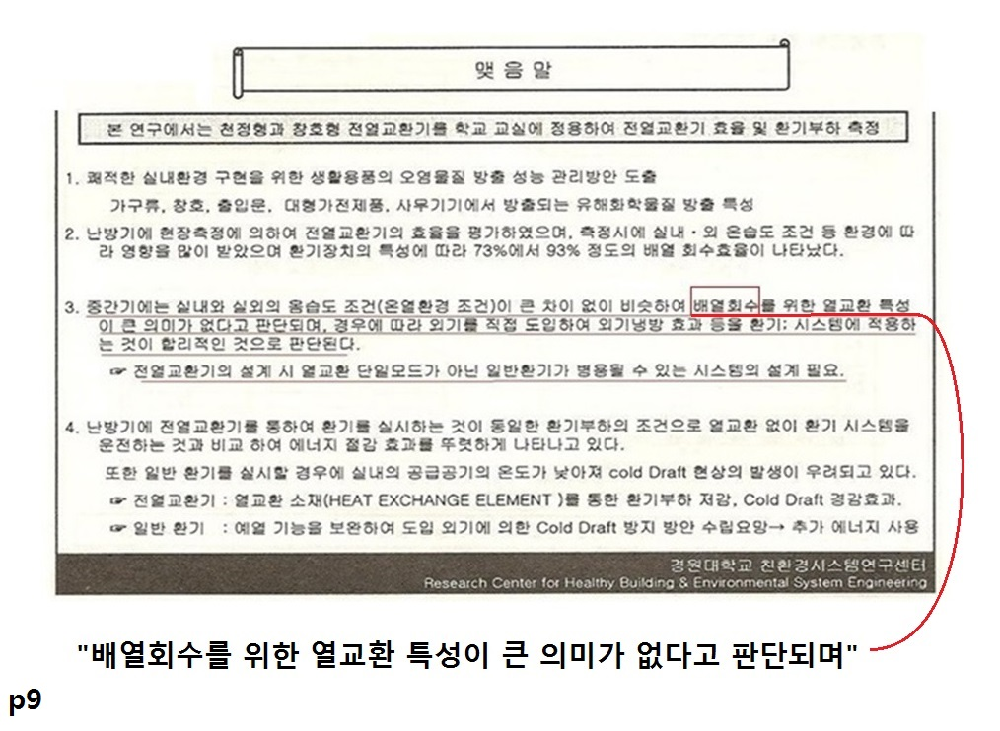 맺음말
본 연구에서는 천정형과 창호형 전열교환기를 학교 교실에 정용하여 전열교환기 효율 및 환기부하 측정
1. 쾌적한 실내환경 구현을 위한 생활용품의 오염물질 방출 성능 관리방안 도출
가구류, 창호, 출입문, 대형가전제품, 사무기기에서 방출되는 유해화학물질 방출 특성
2. 난방기에 현장측정에 의하여 전열교환기의 효율을 평가하였으며, 측정시에 실내·외 온습도 조건 등 환경에 따
라 영향을 많이 받았으며 환기장치의 특성에 따라 73%에서 93% 정도의 배열 회수효율이 나타났다.
3. 중간기에는 실내와 실외의 옴습도 조건(온열환경 조건)이 큰 차이 없이 비슷하여 배열회수를 위한 열교환 특성
이 큰 의미가 없다고 판단되며, 경우에 따라 외기를 직접 도입하여 외기냉방 효과 등을 환기: 시스템에 적용하
는 것이 합리적인 것으로 판단된다.
☞ 전열교환기의 설계 시 열교환 단일모드가 아닌 일반환기가 병용될 수 있는 시스템의 설계 필요.
4. 난방기에 전열교환기를 통하여 환기를 실시하는 것이 동일한 환기부하의 조건으로 열교환 없이 환기 시스템을
운전하는 것과 비교 하여 에너지 절감 효과를 뚜렷하게 나타나고 있다.
또한 일반 환기를 실시할 경우에 실내의 공급공기의 온도가 낮아져 cold Draft 현상의 발생이 우려되고 있다.
☞ 전열교환기 : 열교환 소재(HEAT EXCHANGE ELEMENT )를 통한 환기부하 저감, Cold Draft 경감효과.
☞ 일반 환기 : 예열 기능을 보완하여 도입 외기에 의한 Cold Draft 방지 방안 수립요망→ 추가 에너지 사용
경원대학교 친환경시스템연구센터
Research Center for Healthy Building & Environmental System Engineering
"배열회수를 위한 열교환 특성이 큰 의미가 없다고 판단되며"
p9